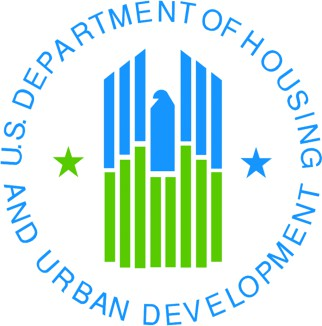 U.S. DEPARTMENT OF HOUSING
AND URBAN DEVELOPMENT